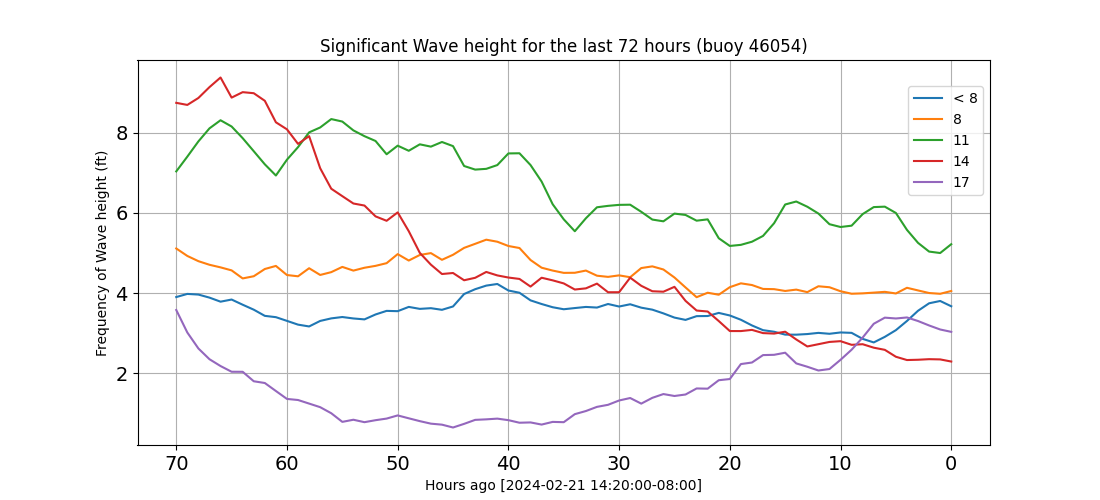 Significant Wave height for the last 72 hours (buoy 46054)
Frequency of Wave height (ft)
8
6
4
2
< 8
8
11
14
17
70 60 50 40 30 20 10 0
Hours ago [2024-02-21 14:20:00-08:00]